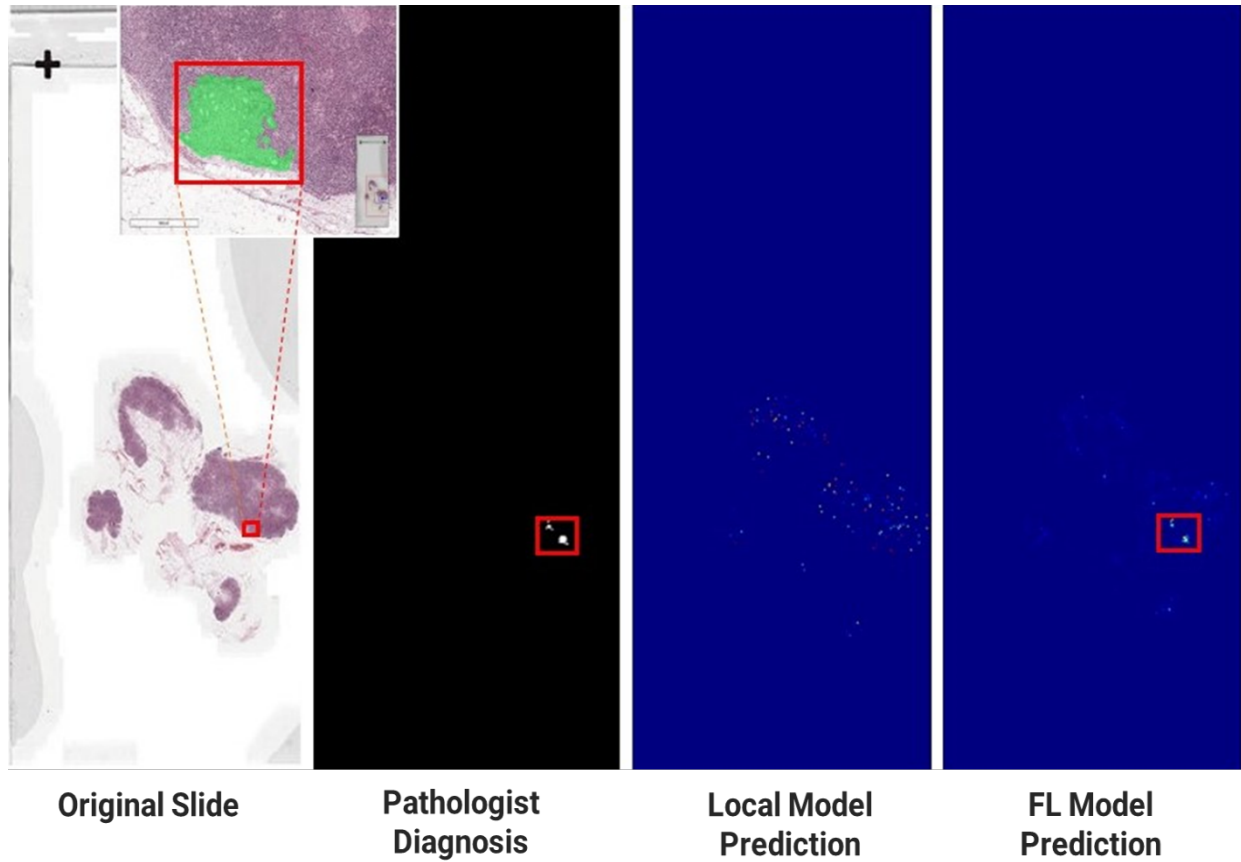 Original Slide
Pathologist
Diagnosis
Local Model
Prediction
FL Model
Prediction